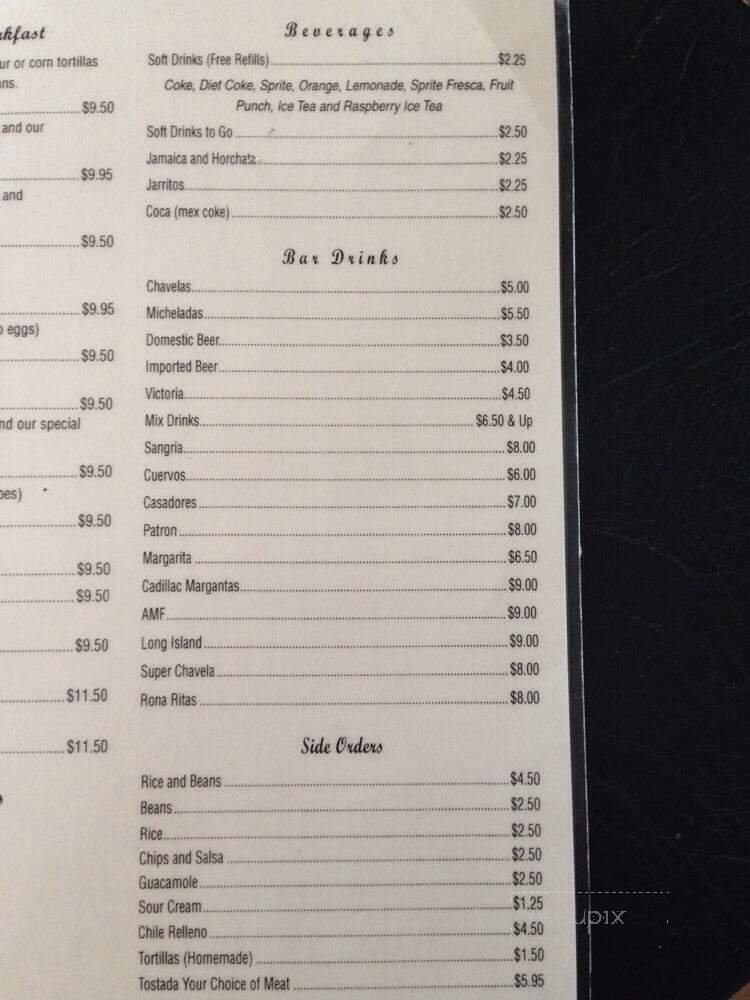 kfast
ur or corn tortillas
ns.
$9.50
and our
$9.95
and
$9.50
$9.95
eggs)
$9.50
$9.50
nd our special
$9.50
oes)
$9.50
$9.50
$9.50
$9.50
$11.50
$11.50
Beverages
Soft Drinks (Free Refills) $2.25
Coke, Diet Coke, Sprite, Orange, Lemonade, Sprite Fresca, Fruit
Punch, Ice Tea and Raspberry Ice Tea
Soft Drinks to Go $2.50
Jamaica and Horchata $2.25
Jarritos $2.25
Coca (mex coke) $2.50
Bar Drinks
Chavelas $5.00
Micheladas $5.50
Domestic Beer $3.50
Imported Beer $4.00
Victoria $4.50
Mix Drinks $6.50 & Up
Sangria $8.00
Cuervos $6.00
Casadores $7.00
Patron $8.00
Margarita $6.50
Cadillac Margantas $9.00
AMF $9.00
Long Island $9.00
Super Chavela $8.00
Rona Ritas $8.00
Side Orders
Rice and Beans $4.50
Beans $2.50
Rice $2.50
Chips and Salsa $2.50
Guacamole $2.50
Sour Cream $1.25
Chile Relleno $4.50
Tortillas (Homemade) $1.50
Tostada Your Choice of Meat $5.95